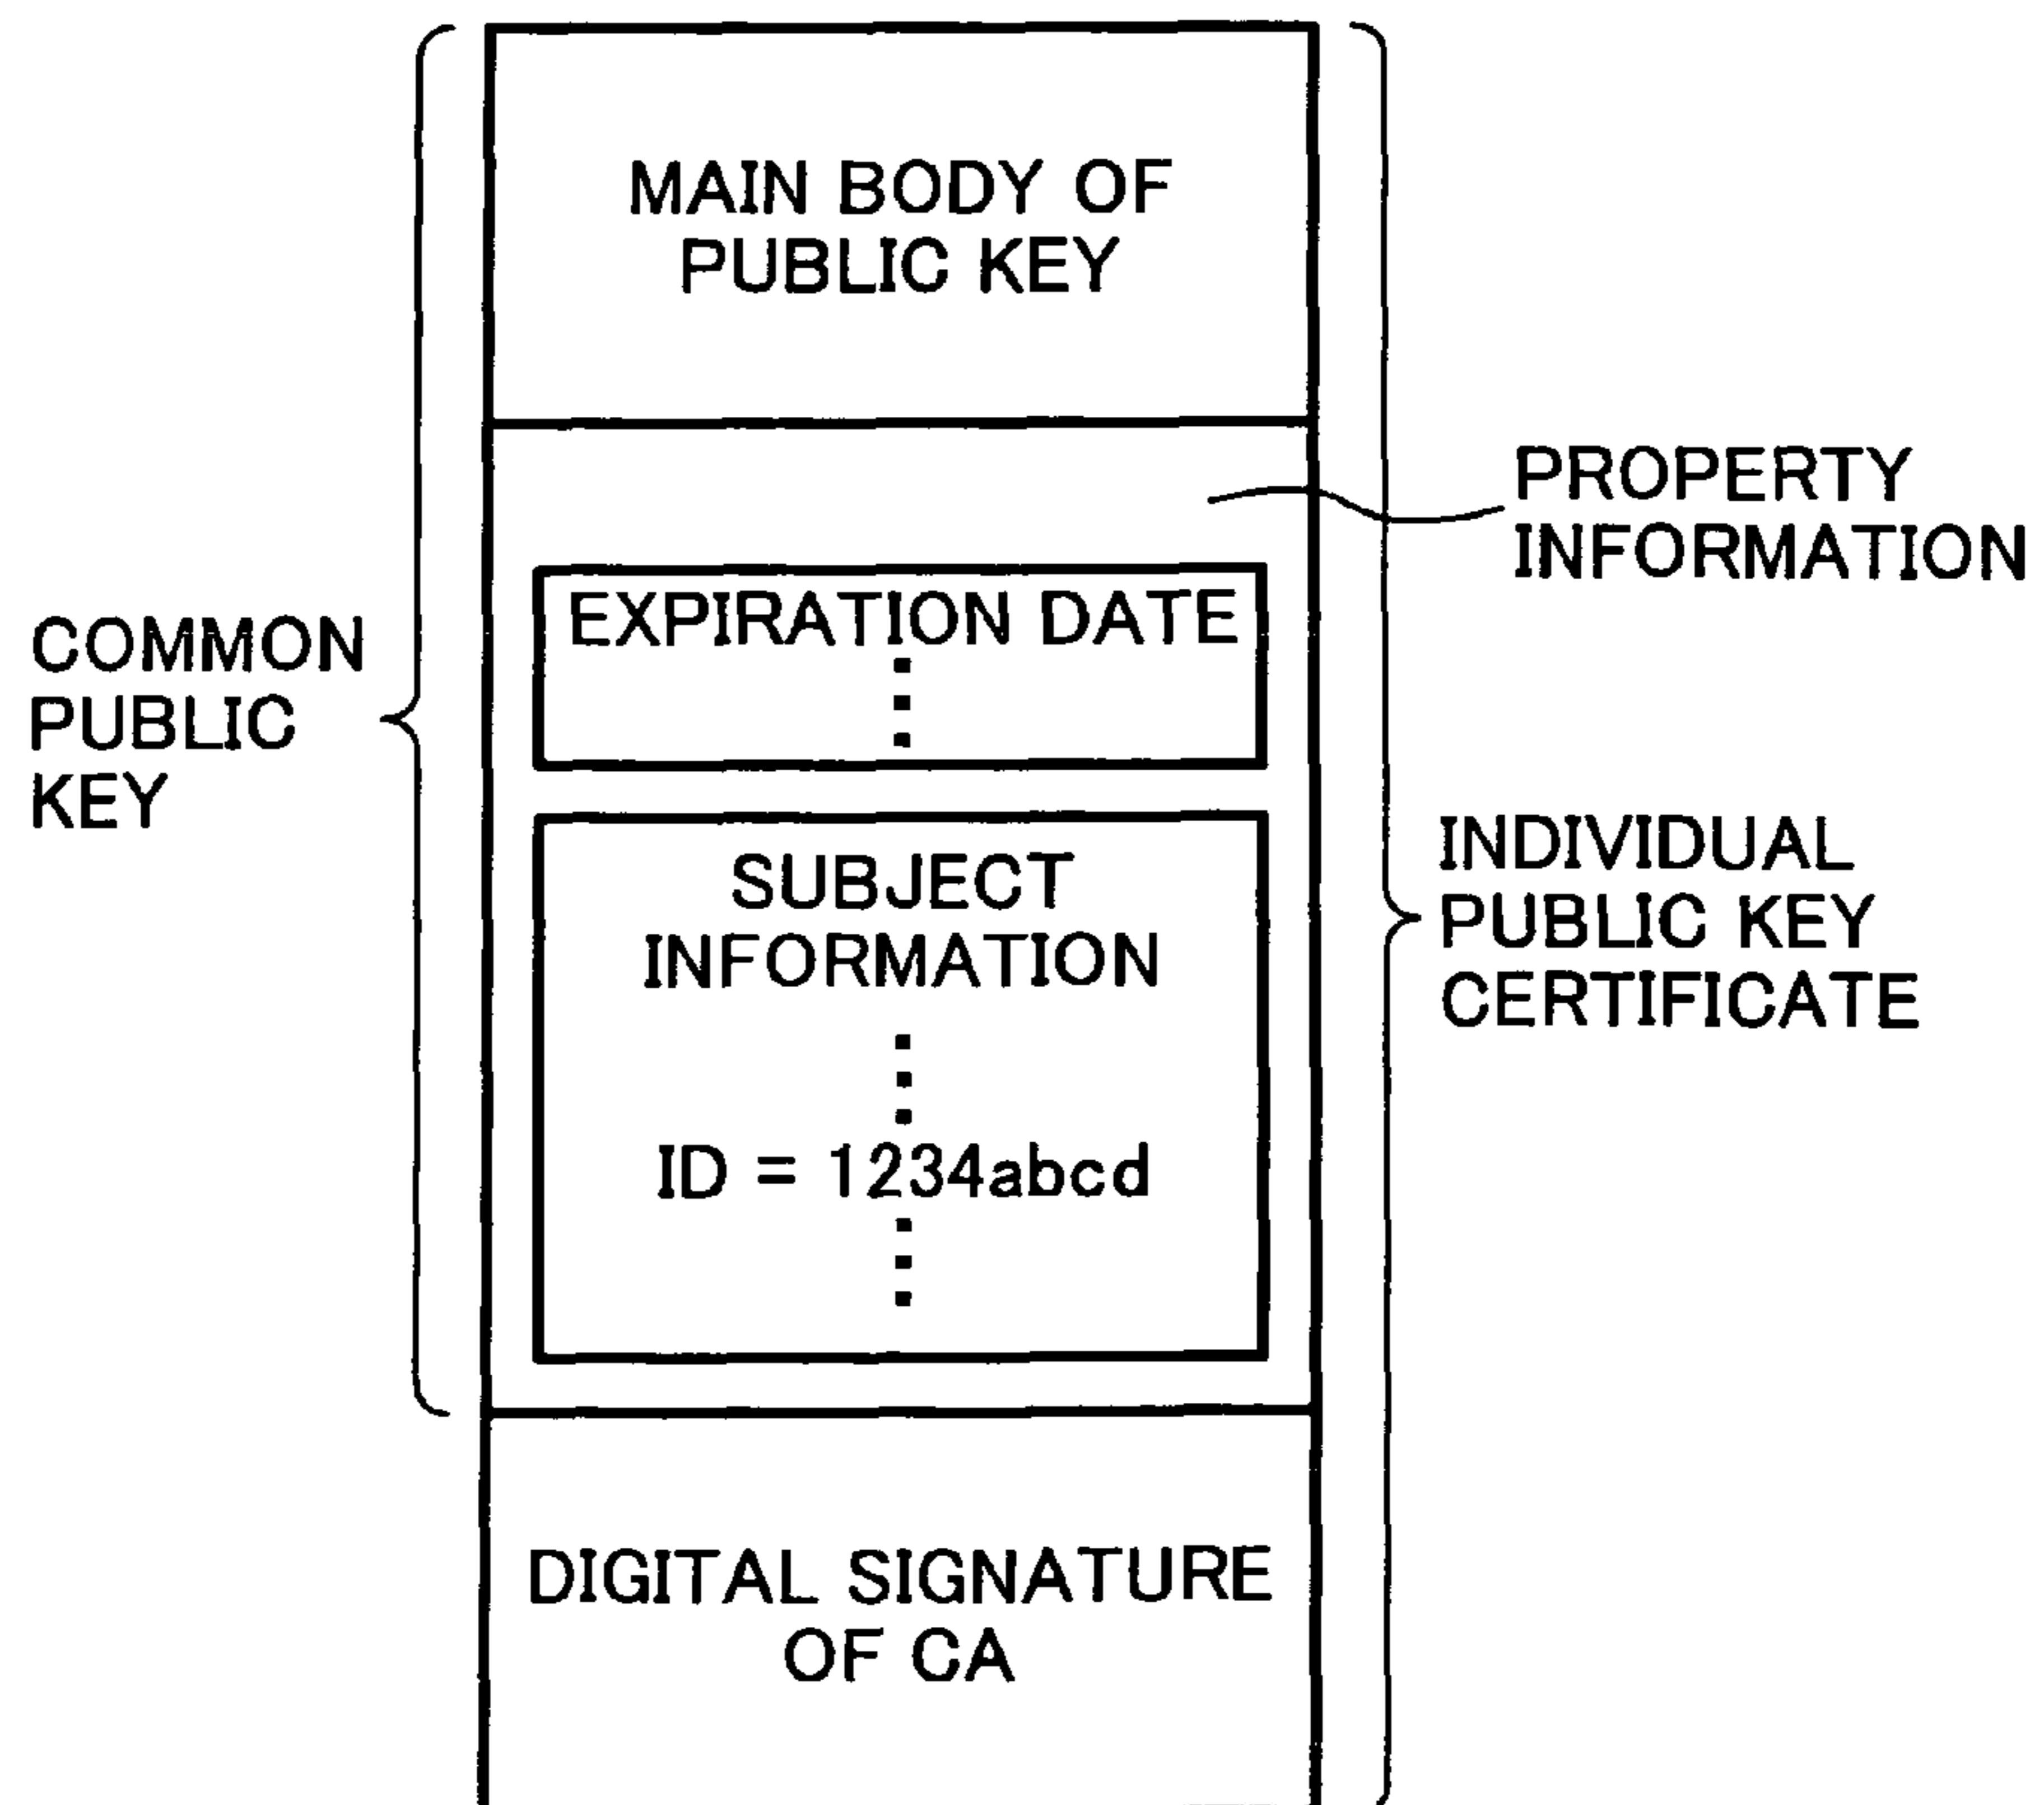 MAIN BODY OF
PUBLIC KEY
PROPERTY
INFORMATION
EXPIRATION DATE
COMMON
PUBLIC
KEY
SUBJECT
INFORMATION
ID = 1234abcd
INDIVIDUAL
PUBLIC KEY
CERTIFICATE
DIGITAL SIGNATURE
OF CA